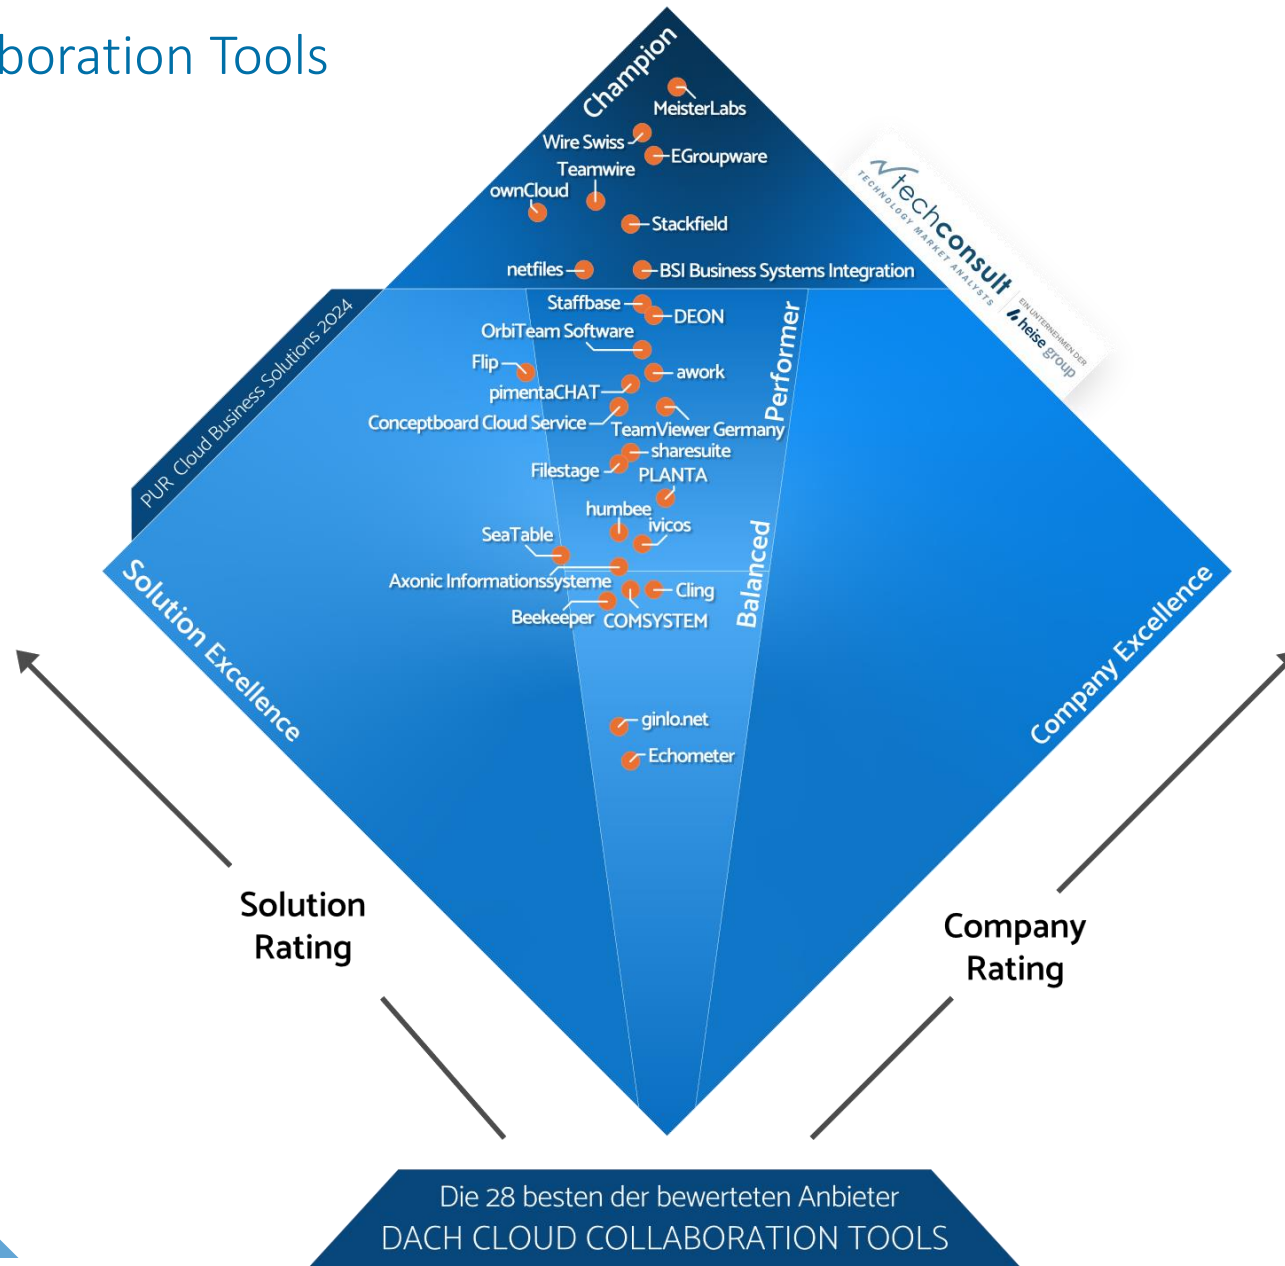 boration Tools
Champion
MeisterLabs
Wire Swiss
EGroupware
Teamwire
ownCloud
Stackfield
netfiles
BSI Business Systems Integration
techconsult
TECHNOLOGY MARKET ANALYSTS
EIN UNTERNEHMEN DER
heise group
PUR Cloud Business Solutions 2024
Staffbase
DEON
Performer
OrbiTeam Software
Flip
awork
pimentaCHAT
Conceptboard Cloud Service
TeamViewer Germany
sharesuite
Filestage
PLANTA
humbee
ivicos
SeaTable
Balanced
Axonic Informationssysteme
Cling
Beekeeper
COMSYSTEM
Solution Excellence
Company Excellence
ginlo.net
Echometer
Solution
Rating
Company
Rating
Die 28 besten der bewerteten Anbieter
DACH CLOUD COLLABORATION TOOLS